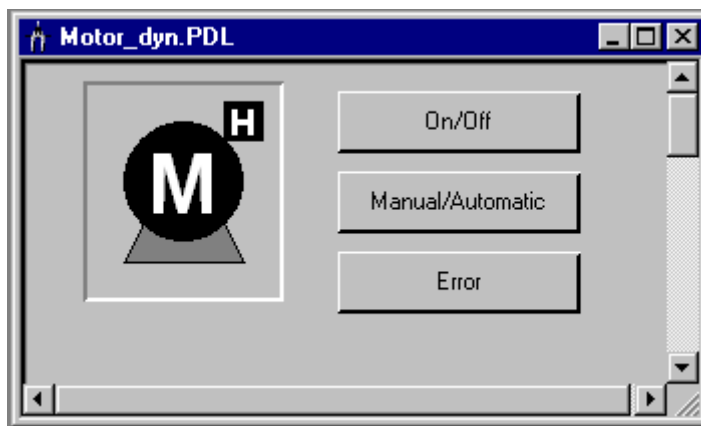 Motor_dyn.PDL
H
M
On/Off
Manual/Automatic
Error